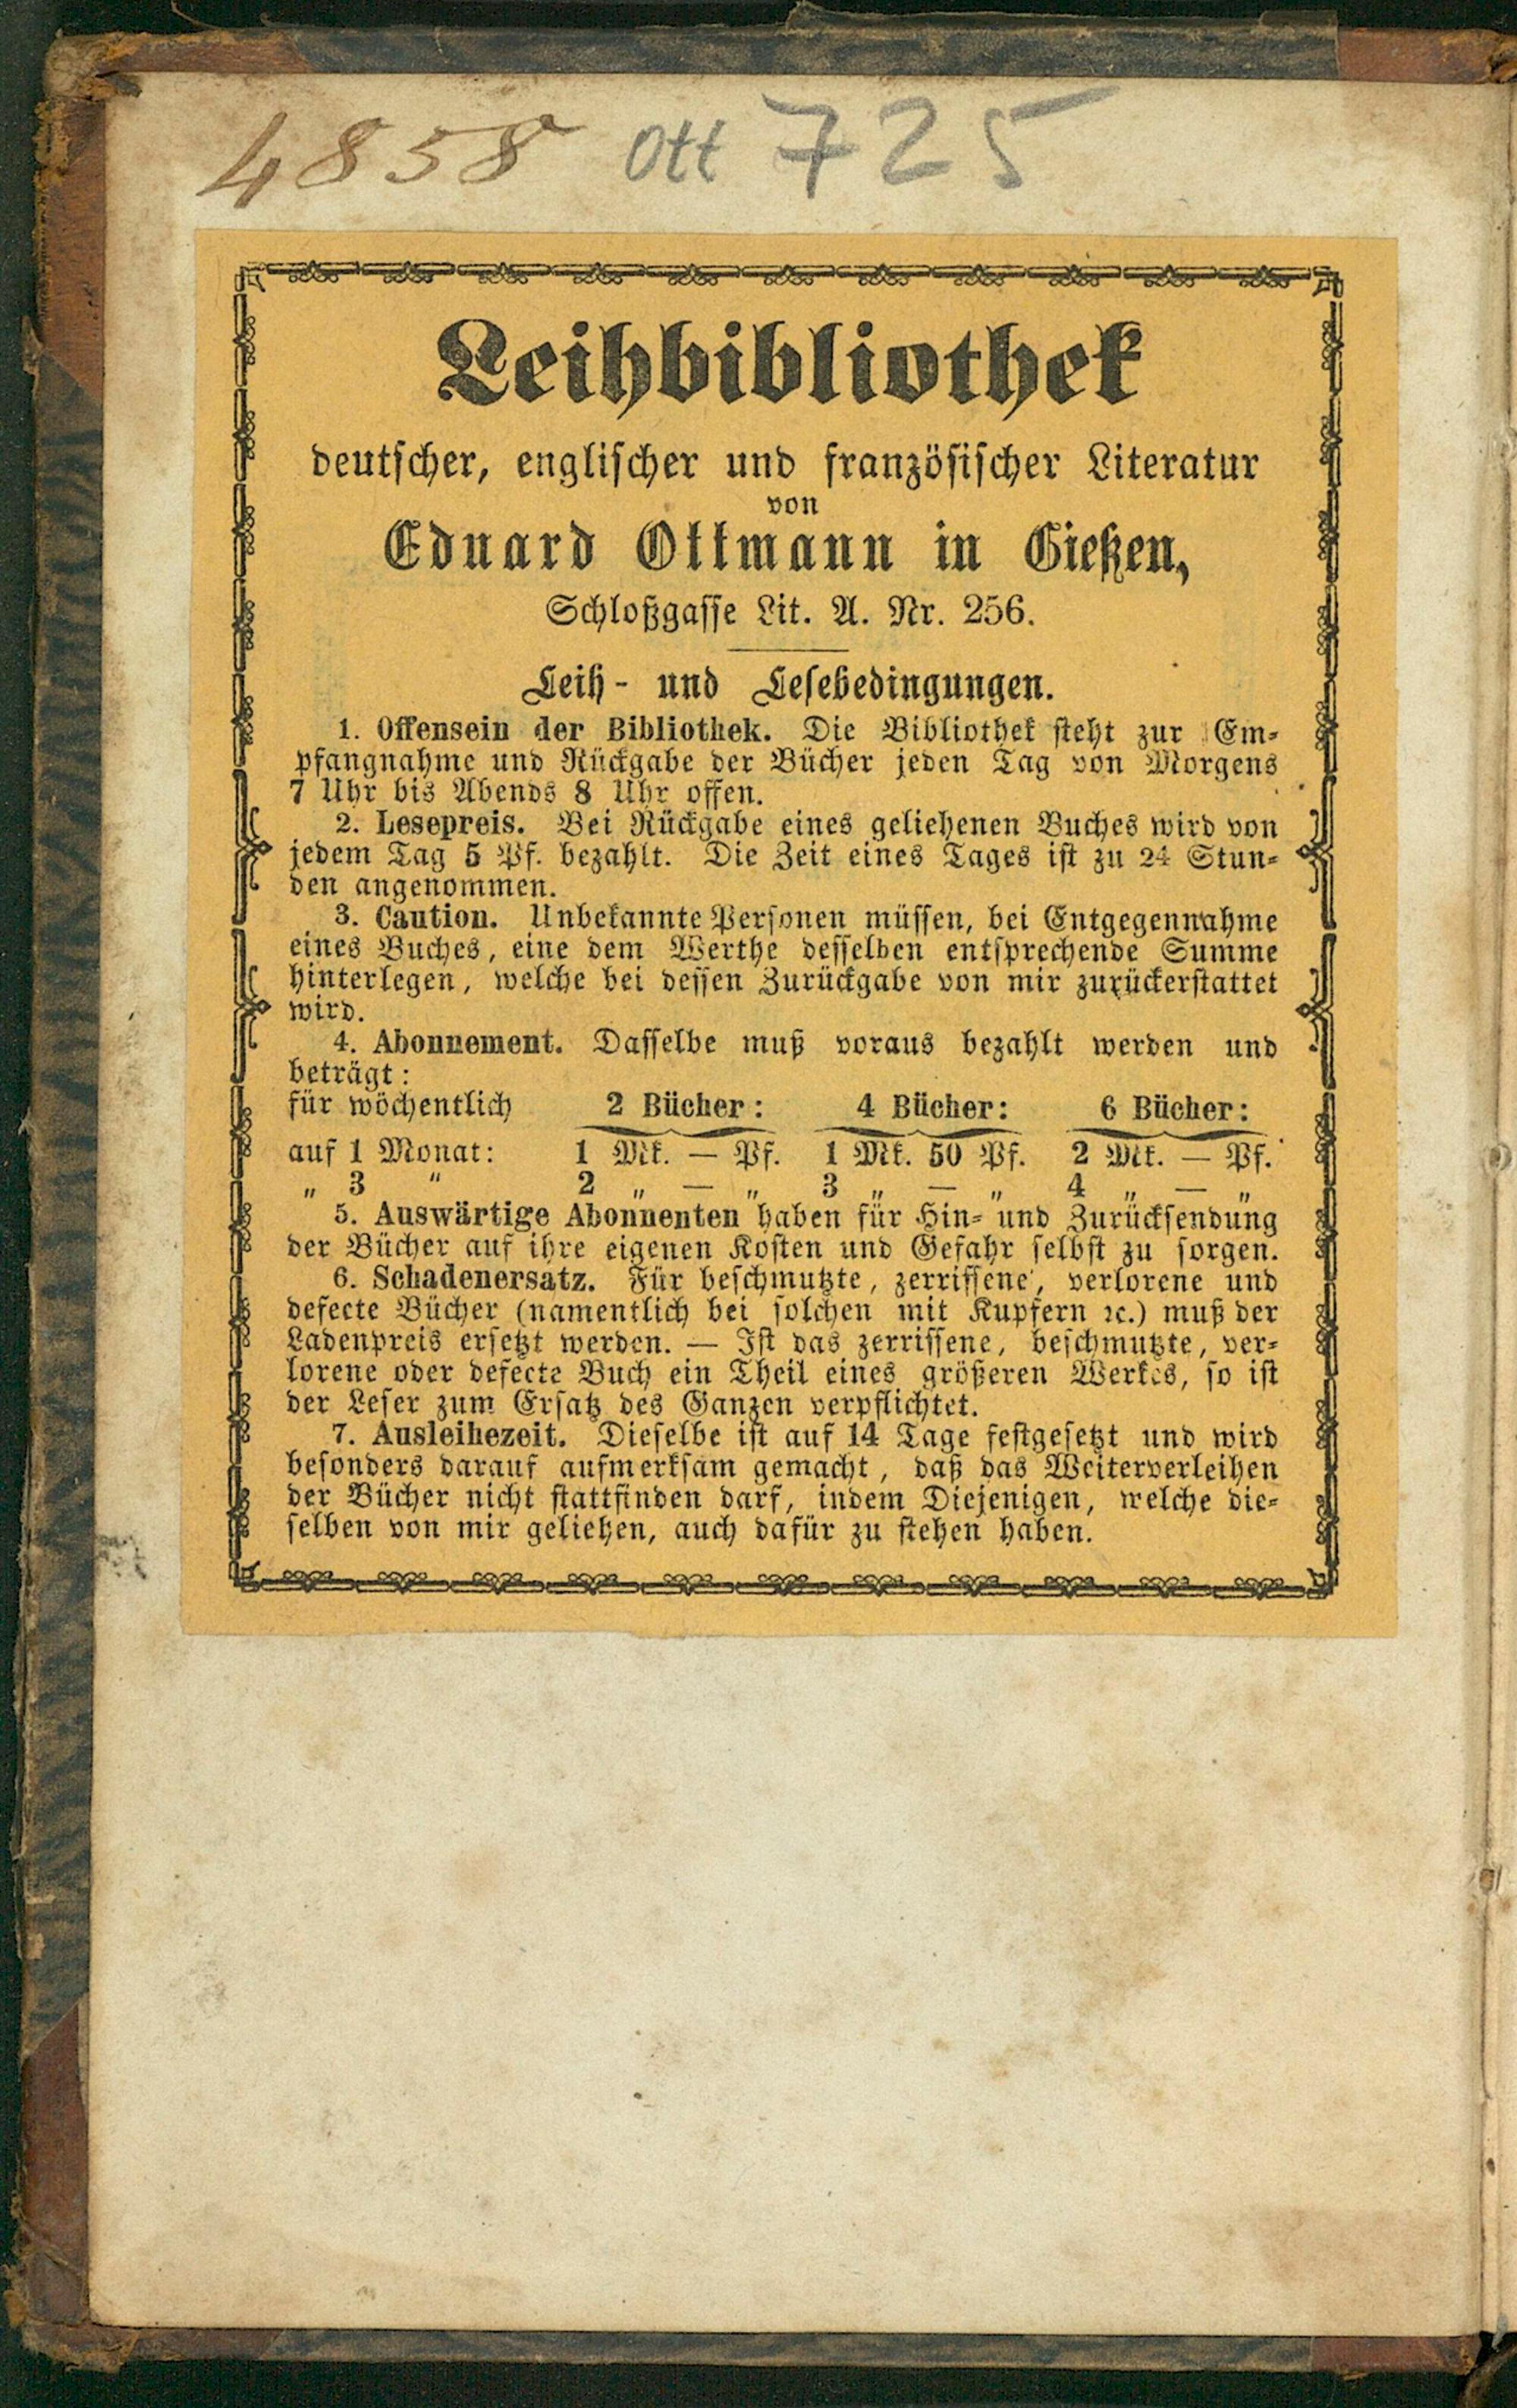 4858 Ott 725
Leihbibliothek
deutscher, englischer und französischer Literatur
von
Eduard Ottmann in Gießen,
Schloßgasse Lit. A. Nr. 256.
Leih- und Lesebedingungen.
1. Offensein der Bibliothek. Die Bibliothek steht zur Em-
pfangnahme und Rückgabe der Bücher jeden Tag von Morgens
7 Uhr bis Abends 8 Uhr offen.
2. Lesepreis. Bei Rückgabe eines geliehenen Buches wird von
jedem Tag 5 Pf. bezahlt. Die Zeit eines Tages ist zu 24 Stun-
den angenommen.
3. Caution. Unbekannte Personen müssen, bei Entgegennahme
eines Buches, eine dem Werthe desselben entsprechende Summe
hinterlegen, welche bei dessen Zurückgabe von mir zurückerstattet
wird.
4. Abonnement. Dasselbe muß voraus bezahlt werden und
beträgt:
für wöchentlich 2 Bücher: 4 Bücher: 6 Bücher:
auf 1 Monat: 1 Mk. — Pf. 1 Mk. 50 Pf. 2 Mk. — Pf.
„ 3 „ 2 „ — „ 3 „ — „ 4 „ — „
5. Auswärtige Abonnenten haben für Hin- und Zurücksendung
der Bücher auf ihre eigenen Kosten und Gefahr selbst zu sorgen.
6. Schadenersatz. Für beschmutzte, zerrissene, verlorene und
defecte Bücher (namentlich bei solchen mit Kupfern ꝛc.) muß der
Ladenpreis ersetzt werden. — Ist das zerrissene, beschmutzte, ver-
lorene oder defecte Buch ein Theil eines größeren Werkes, so ist
der Leser zum Ersatz des Ganzen verpflichtet.
7. Ausleihezeit. Dieselbe ist auf 14 Tage festgesetzt und wird
besonders darauf aufmerksam gemacht, daß das Weiterverleihen
der Bücher nicht stattfinden darf, indem Diejenigen, welche die-
selben von mir geliehen, auch dafür zu stehen haben.